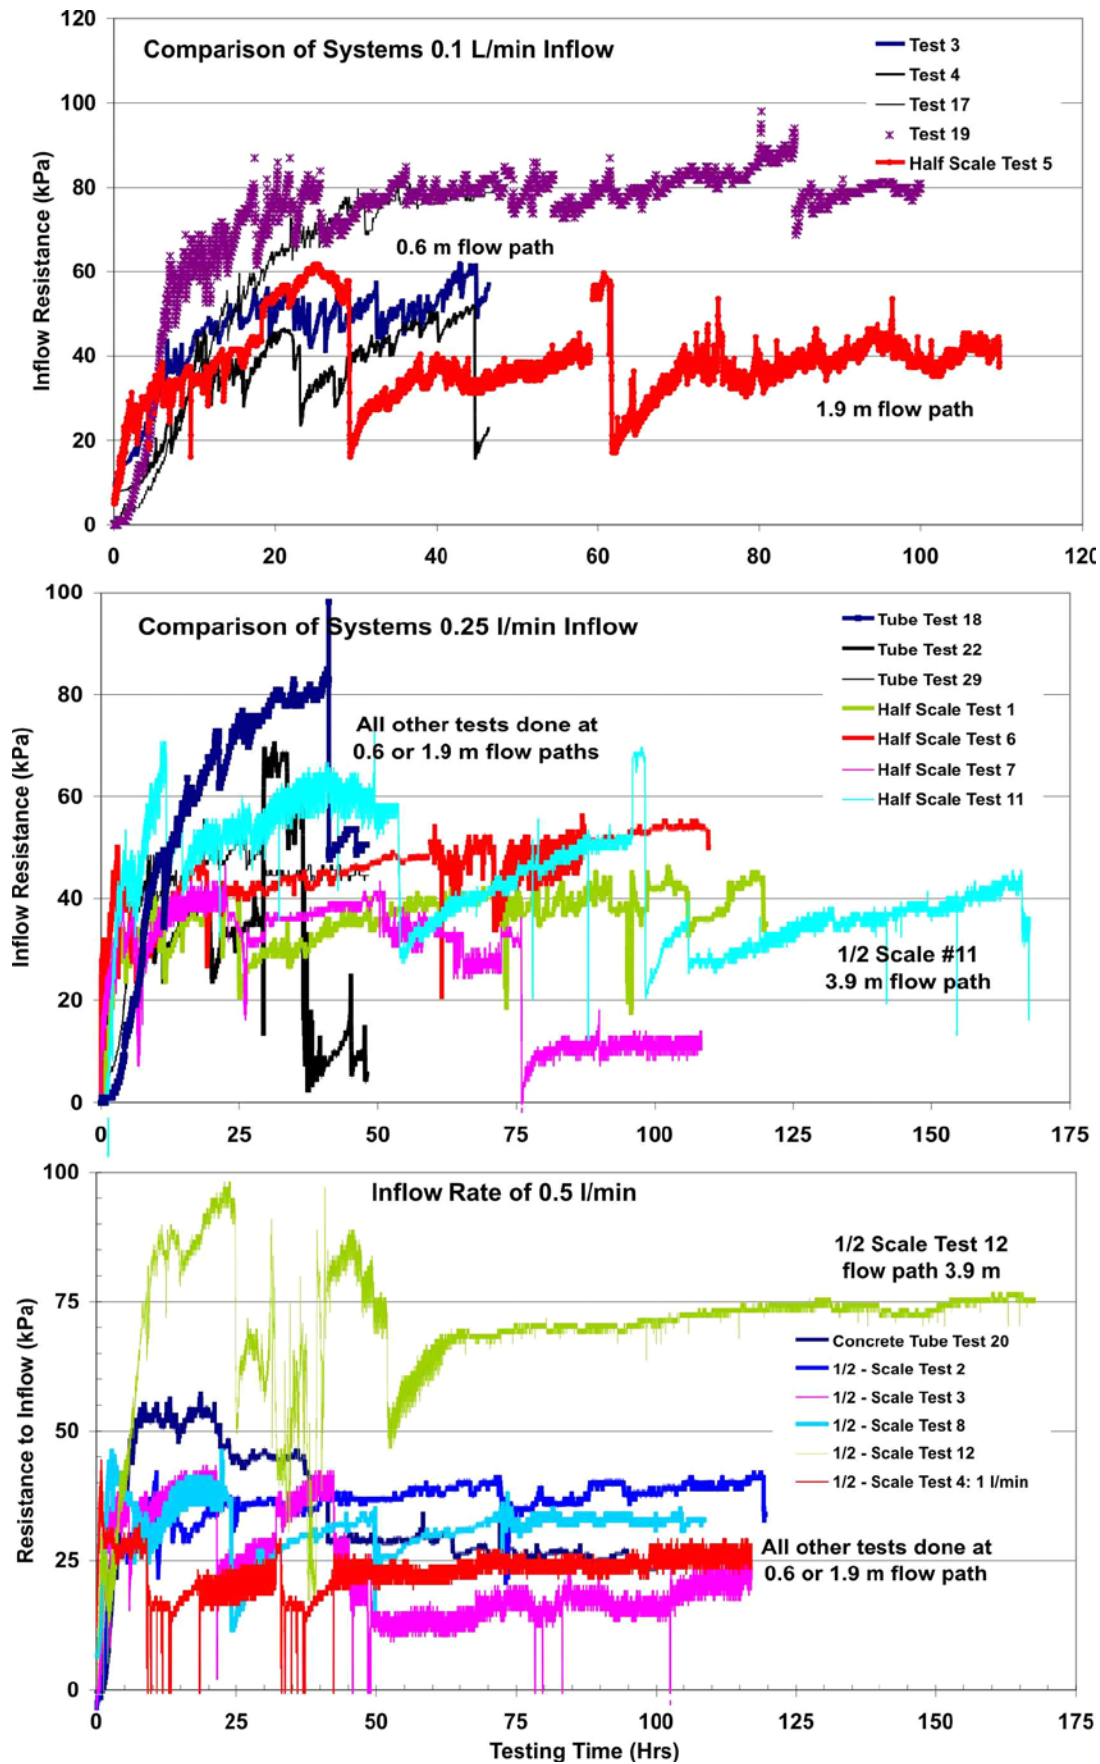 120
100
80
60
40
20
0
Inflow Resistance (kPa)
Comparison of Systems 0.1 L/min Inflow
Test 3
Test 4
Test 17
Test 19
Half Scale Test 5
0.6 m flow path
1.9 m flow path
0
20
40
60
80
100
120
100
80
60
40
20
0
Inflow Resistance (kPa)
Comparison of Systems 0.25 l/min Inflow
Tube Test 18
Tube Test 22
Tube Test 29
Half Scale Test 1
Half Scale Test 6
Half Scale Test 7
Half Scale Test 11
All other tests done at
0.6 or 1.9 m flow paths
1/2 Scale #11
3.9 m flow path
0
25
50
75
100
125
150
175
100
75
50
25
0
Resistance to Inflow (kPa)
Inflow Rate of 0.5 l/min
1/2 Scale Test 12
flow path 3.9 m
Concrete Tube Test 20
1/2 - Scale Test 2
1/2 - Scale Test 3
1/2 - Scale Test 8
1/2 - Scale Test 12
1/2 - Scale Test 4: 1 l/min
All other tests done at
0.6 or 1.9 m flow path
0
25
50
75
100
125
150
175
Testing Time (Hrs)